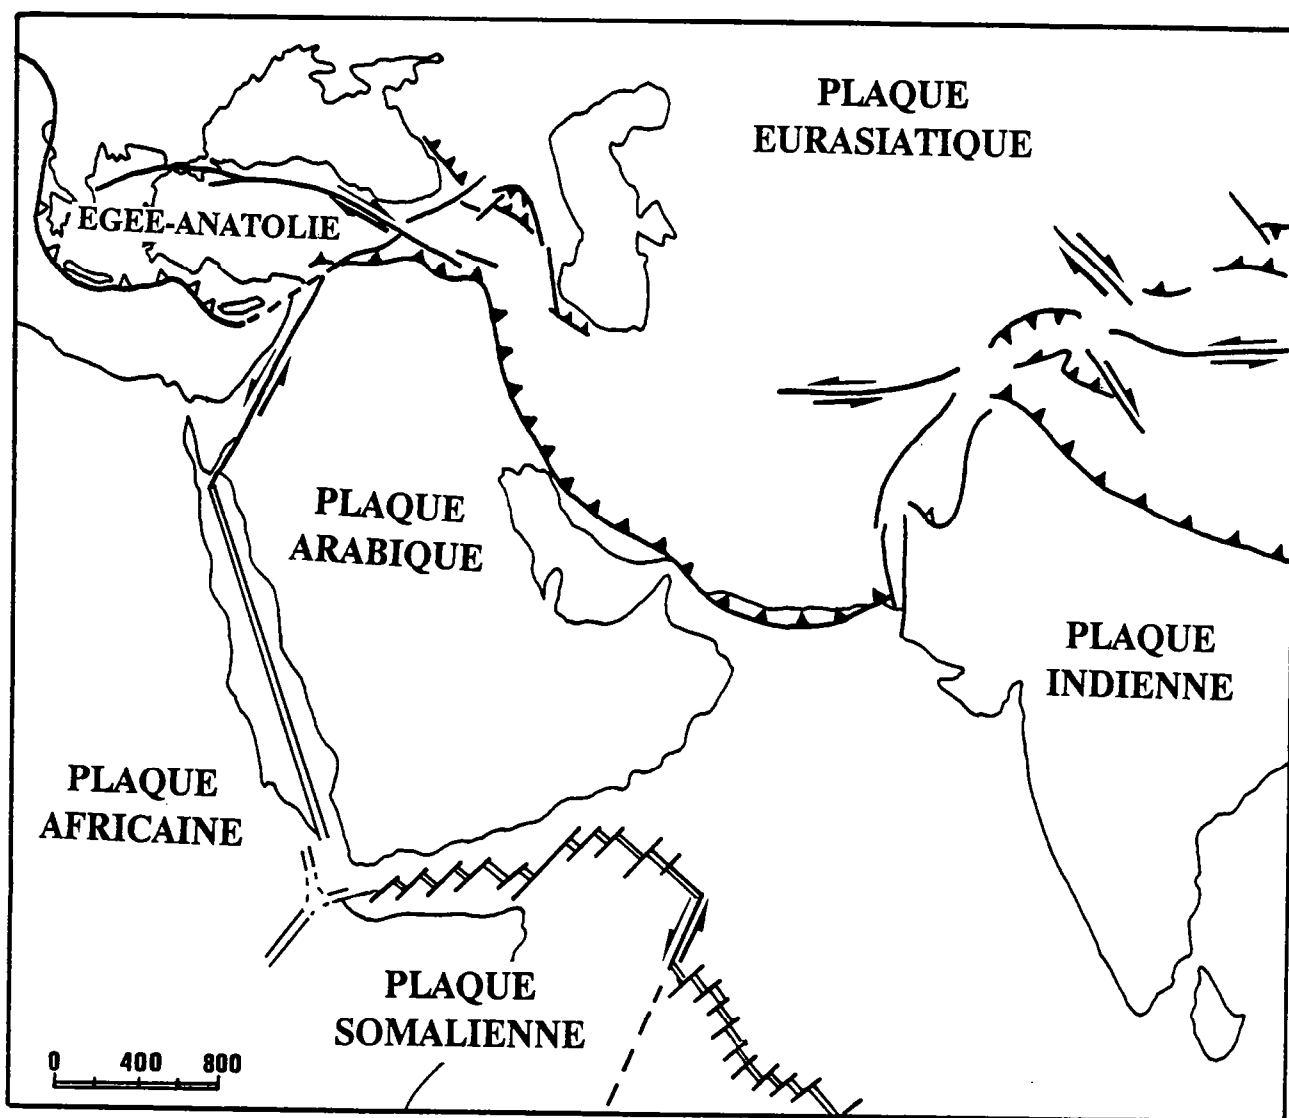 PLAQUE
EURASIATIQUE
EGEE-ANATOLIE
PLAQUE
ARABIQUE
PLAQUE
INDIENNE
PLAQUE
AFRICAINE
PLAQUE
SOMALIENNE
0 400 800